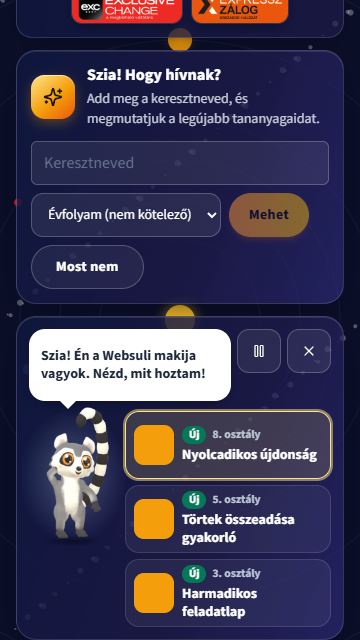 exc
EXCLUSIVE
CHANGE
EXPRESSZ
ZÁLOG
Szia! Hogy hívnak?
Add meg a keresztneved, és
megmutatjuk a legújabb tananyagaidat.
Keresztneved
Évfolyam (nem kötelező)
Mehet
Most nem
Szia! Én a Websuli makija
vagyok. Nézd, mit hoztam!
Új 8. osztály
Nyolcadikos újdonság
Új 5. osztály
Törtek összeadása
gyakorló
Új 3. osztály
Harmadikos
feladatlap